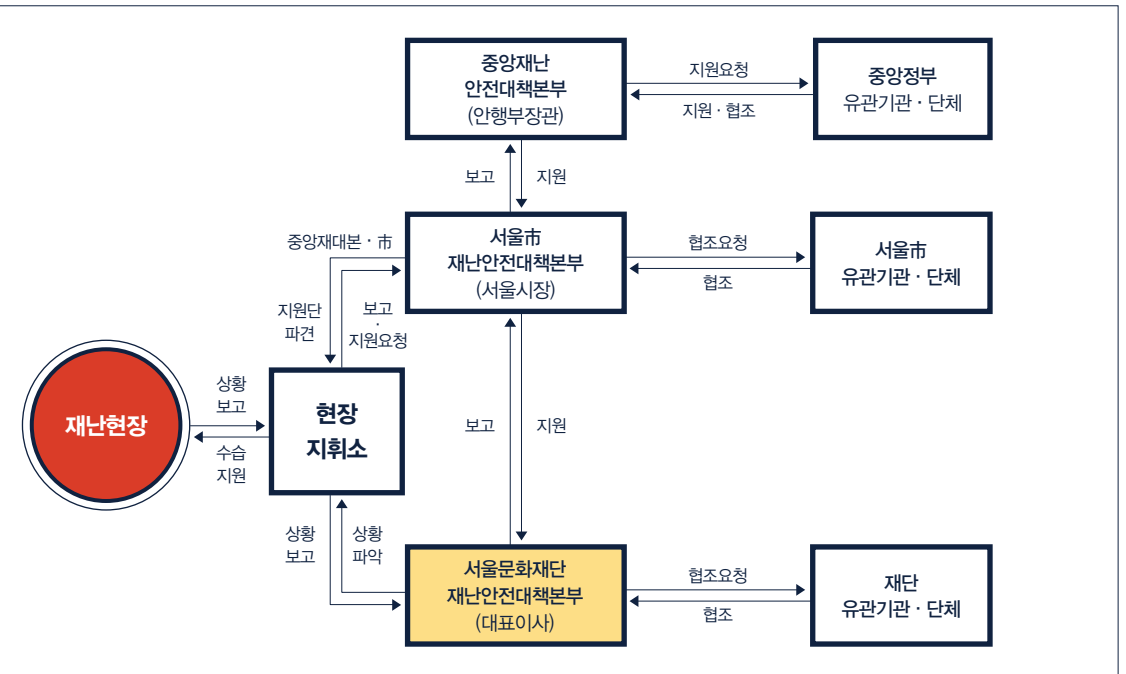 중앙재난
안전대책본부
(안행부장관)
지원요청
지원 · 협조
중앙정부
유관기관 · 단체
보고
지원
중앙재대본 · 市
서울市
재난안전대책본부
(서울시장)
협조요청
협조
서울市
유관기관 · 단체
지원단
파견
보고
·
지원요청
재난현장
상황
보고
수습
지원
현장
지휘소
보고
지원
상황
보고
상황
파악
서울문화재단
재난안전대책본부
(대표이사)
협조요청
협조
재단
유관기관 · 단체